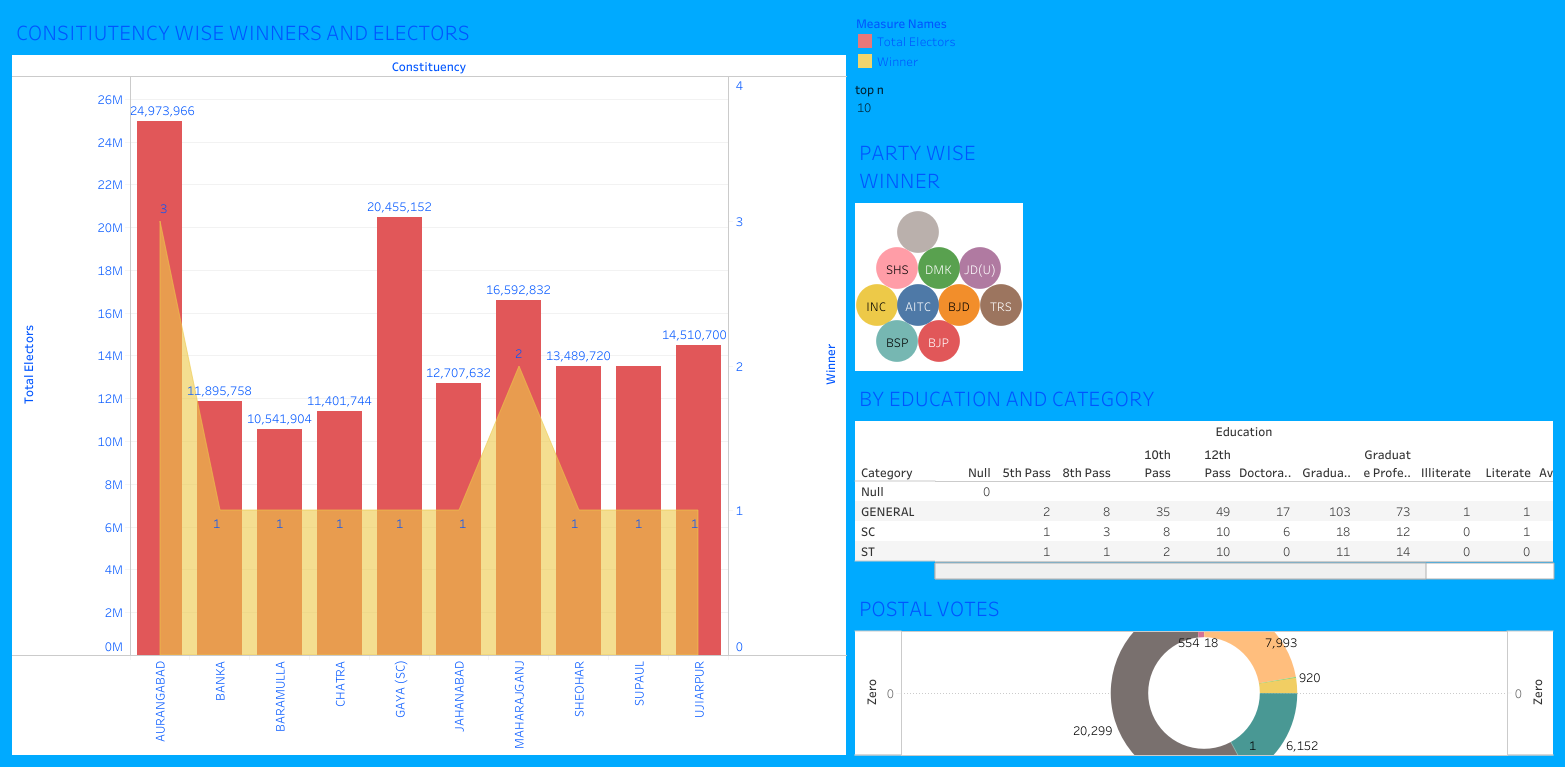 CONSITIUTENCY WISE WINNERS AND ELECTORS
Constituency
26M
24M
22M
20M
18M
16M
14M
12M
10M
8M
6M
4M
2M
0M
Total Electors
24,973,966
11,895,758
10,541,904
11,401,744
20,455,152
12,707,632
16,592,832
13,489,720
14,510,700
3
1
1
1
1
1
2
1
1
1
4
3
2
1
0
Winner
AURANGABAD
BANKA
BARAMULLA
CHATRA
GAYA (SC)
JAHANABAD
MAHARAJGANJ
SHEOHAR
SUPAUL
UJIARPUR
Measure Names
Total Electors
Winner
top n
10
PARTY WISE
WINNER
SHS DMK JD(U)
INC AITC BJD TRS
BSP BJP
BY EDUCATION AND CATEGORY
Education
10th 12th Graduat
Category Null 5th Pass 8th Pass Pass Pass Doctora.. Gradua.. e Profe.. Illiterate Literate Av
Null 0
GENERAL 2 8 35 49 17 103 73 1 1
SC 1 3 8 10 6 18 12 0 1
ST 1 1 2 10 0 11 14 0 0
POSTAL VOTES
Zero
0
554 18 7,993
920
20,299
1 6,152
0
Zero